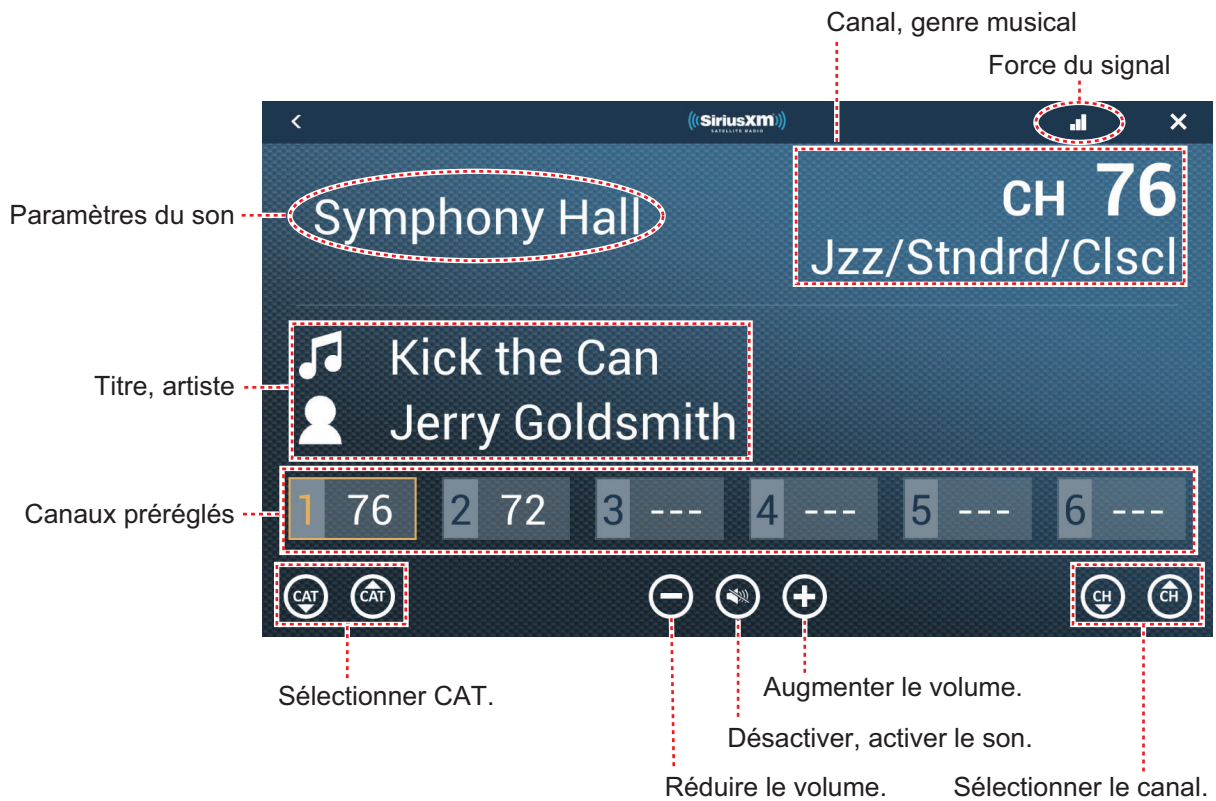 Canal, genre musical
Force du signal
SiriusXM
SATELLITE RADIO
Paramètres du son
Symphony Hall
CH 76
Jzz/Stndrd/Clscl
Titre, artiste
Kick the Can
Jerry Goldsmith
Canaux préréglés
1 76 2 72 3 --- 4 --- 5 --- 6 ---
CAT CAT CH CH
Sélectionner CAT.
Augmenter le volume.
Désactiver, activer le son.
Réduire le volume. Sélectionner le canal.